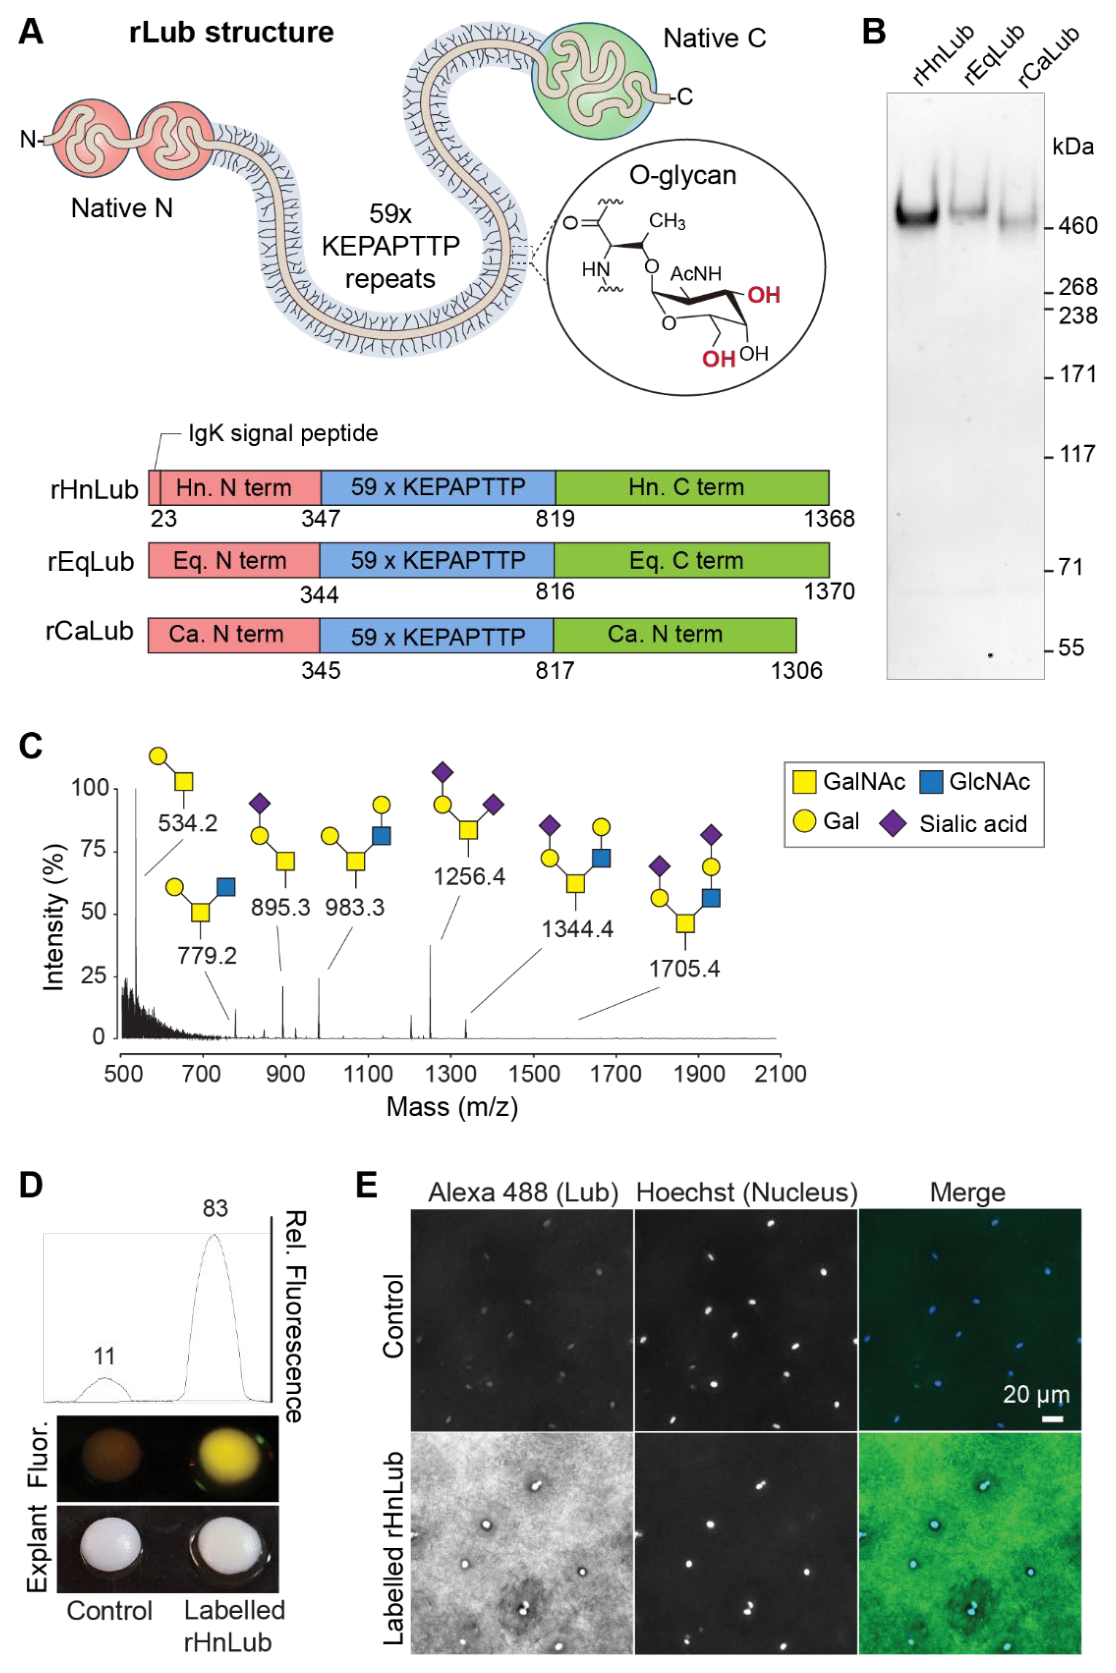 A
rLub structure
Native C
N
C
Native N
59x
KEPAPTTP
repeats
O-glycan
O
CH₃
HN
O
AcNH
OH
O
OH
OH
IgK signal peptide
rHnLub
Hn. N term
59 x KEPAPTTP
Hn. C term
23
347
819
1368
rEqLub
Eq. N term
59 x KEPAPTTP
Eq. C term
344
816
1370
rCaLub
Ca. N term
59 x KEPAPTTP
Ca. N term
345
817
1306
B
rHnLub
rEqLub
rCaLub
kDa
460
268
238
171
117
71
55
C
Intensity (%)
100
75
50
25
0
534.2
779.2
895.3
983.3
1256.4
1344.4
1705.4
500
700
900
1100
1300
1500
1700
1900
2100
Mass (m/z)
GalNAc
GlcNAc
Gal
Sialic acid
D
83
11
Rel. Fluorescence
Fluor.
Explant
Control
Labelled
rHnLub
E
Alexa 488 (Lub)
Hoechst (Nucleus)
Merge
Control
20 µm
Labelled rHnLub